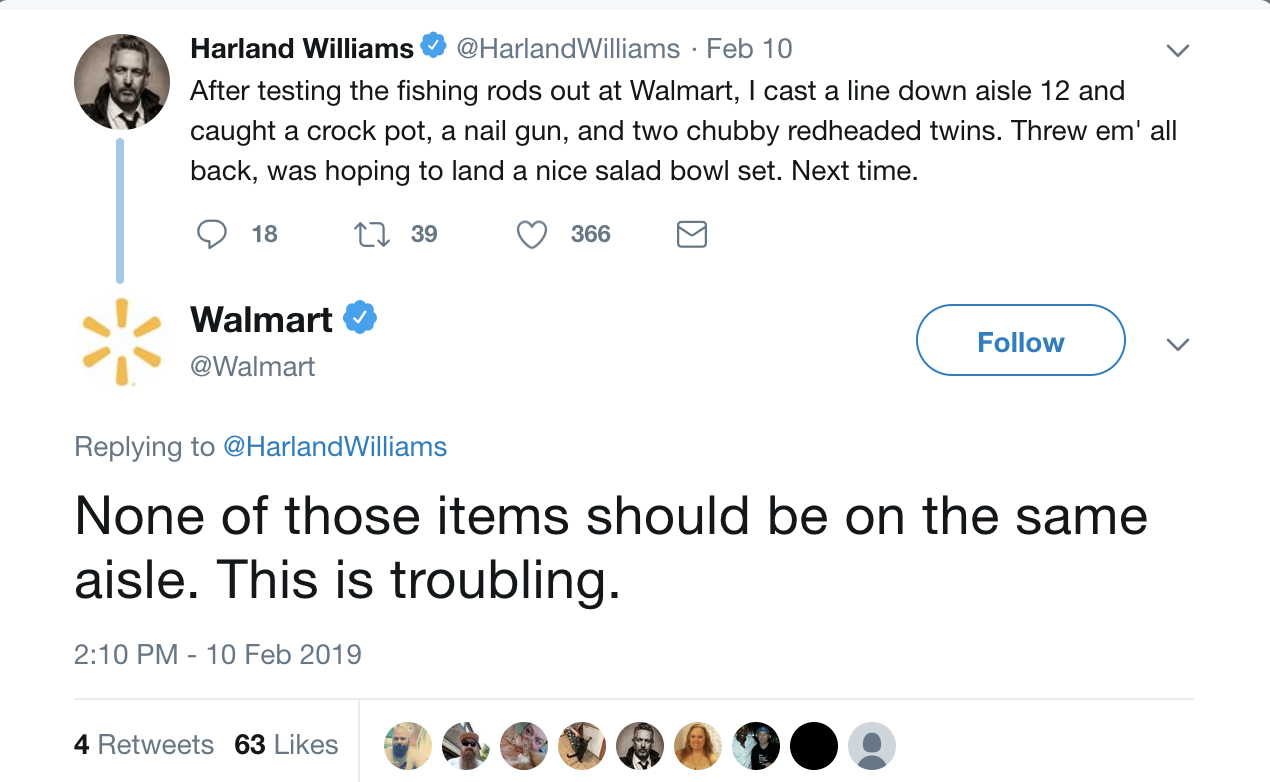 Harland Williams @HarlandWilliams · Feb 10
After testing the fishing rods out at Walmart, I cast a line down aisle 12 and
caught a crock pot, a nail gun, and two chubby redheaded twins. Threw em' all
back, was hoping to land a nice salad bowl set. Next time.
18 39 366
Walmart
@Walmart
Follow
Replying to @HarlandWilliams
None of those items should be on the same
aisle. This is troubling.
2:10 PM - 10 Feb 2019
4 Retweets 63 Likes